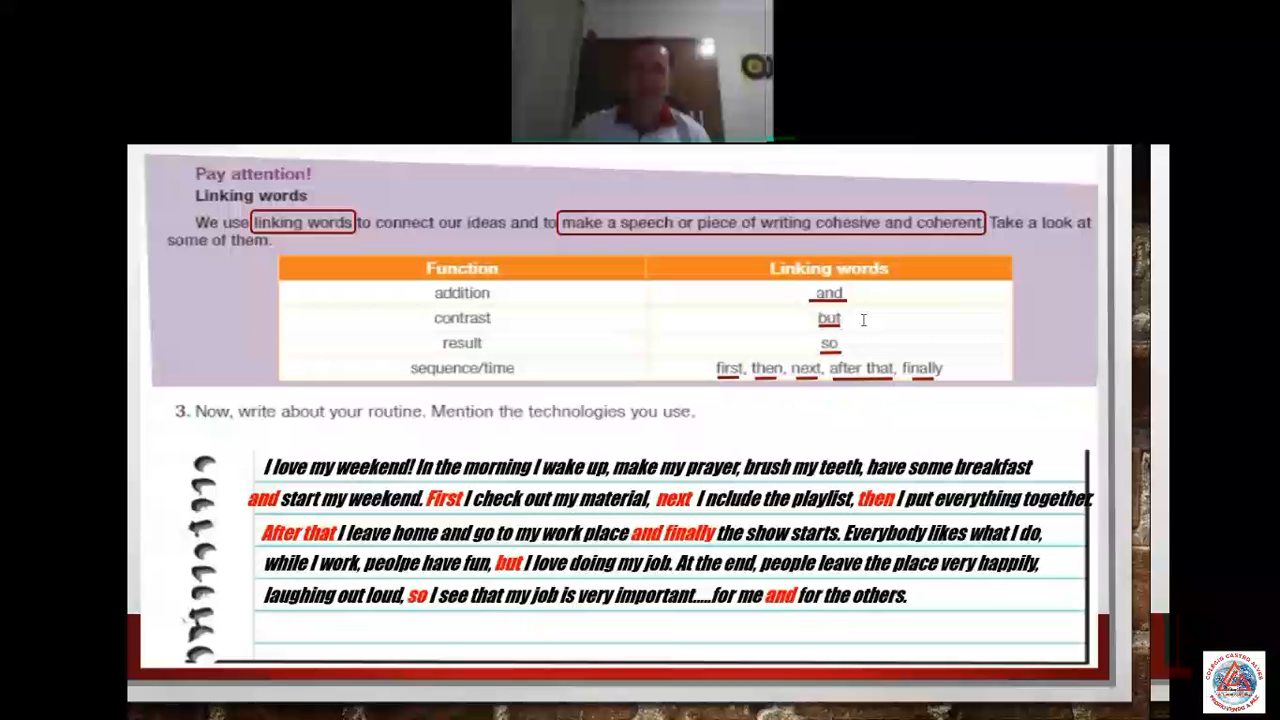 Pay attention!
Linking words
We use linking words to connect our ideas and to make a speech or piece of writing cohesive and coherent. Take a look at
some of them.
Function Linking words
addition and
contrast but
result so
sequence/time first, then, next, after that, finally
3. Now, write about your routine. Mention the technologies you use.
I love my weekend! In the morning I wake up, make my prayer, brush my teeth, have some breakfast
and start my weekend. First I check out my material, next I nclude the playlist, then I put everything together.
After that I leave home and go to my work place and finally the show starts. Everybody likes what I do,
while I work, peolpe have fun, but I love doing my job. At the end, people leave the place very happily,
laughing out loud, so I see that my job is very important.....for me and for the others.
COLÉGIO CASTRO ALVES